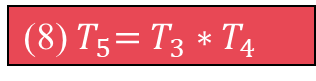 (8) T₅= T₃ ∗ T₄